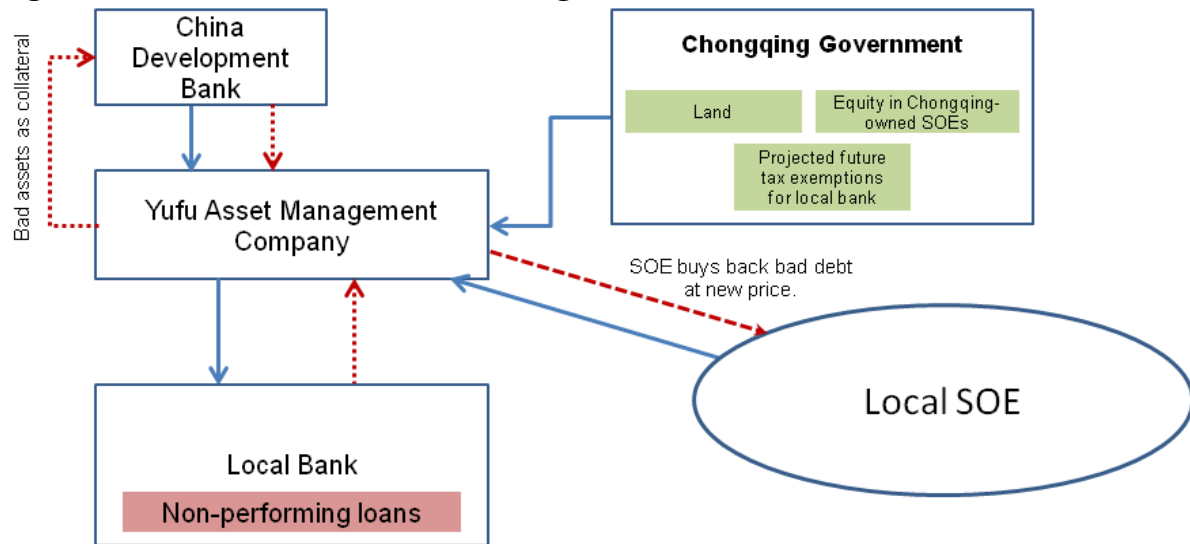 China
Development
Bank
Bad assets as collateral
Chongqing Government
Land
Equity in Chongqing-
owned SOEs
Projected future
tax exemptions
for local bank
Yufu Asset Management
Company
SOE buys back bad debt
at new price.
Local SOE
Local Bank
Non-performing loans